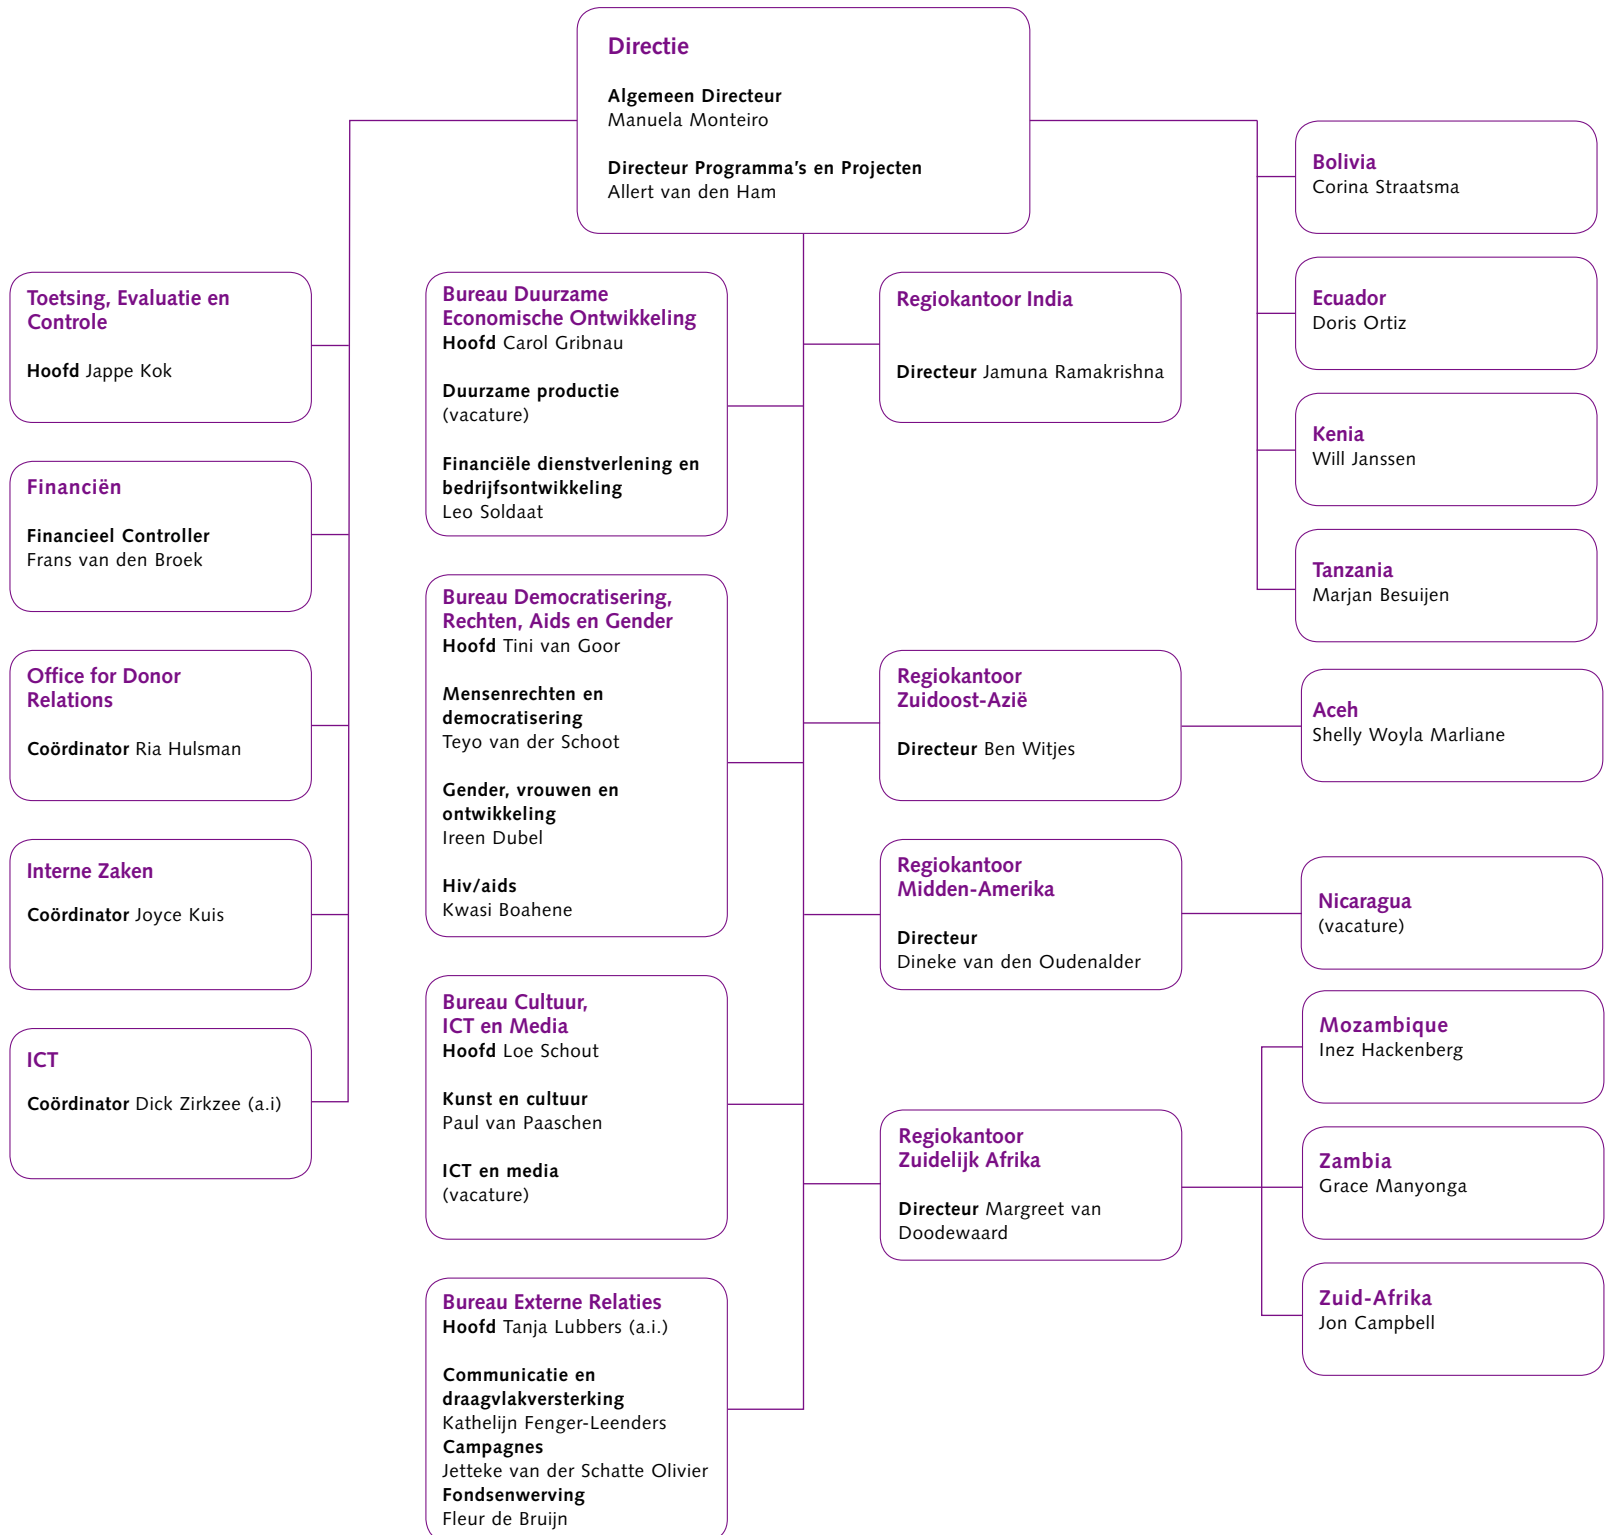 Directie
Algemeen Directeur
Manuela Monteiro
Directeur Programma's en Projecten
Allert van den Ham
Toetsing, Evaluatie en
Controle
Hoofd Jappe Kok
Financiën
Financieel Controller
Frans van den Broek
Office for Donor
Relations
Coördinator Ria Hulsman
Interne Zaken
Coördinator Joyce Kuis
ICT
Coördinator Dick Zirkzee (a.i)
Bureau Duurzame
Economische Ontwikkeling
Hoofd Carol Gribnau
Duurzame productie
(vacature)
Financiële dienstverlening en
bedrijfsontwikkeling
Leo Soldaat
Bureau Democratisering,
Rechten, Aids en Gender
Hoofd Tini van Goor
Mensenrechten en
democratisering
Teyo van der Schoot
Gender, vrouwen en
ontwikkeling
Ireen Dubel
Hiv/aids
Kwasi Boahene
Bureau Cultuur,
ICT en Media
Hoofd Loe Schout
Kunst en cultuur
Paul van Paaschen
ICT en media
(vacature)
Bureau Externe Relaties
Hoofd Tanja Lubbers (a.i.)
Communicatie en
draagvlakversterking
Kathelijn Fenger-Leenders
Campagnes
Jetteke van der Schatte Olivier
Fondsenwerving
Fleur de Bruijn
Regiokantoor India
Directeur Jamuna Ramakrishna
Regiokantoor
Zuidoost-Azië
Directeur Ben Witjes
Regiokantoor
Midden-Amerika
Directeur
Dineke van den Oudenalder
Regiokantoor
Zuidelijk Afrika
Directeur Margreet van
Doodewaard
Bolivia
Corina Straatsma
Ecuador
Doris Ortiz
Kenia
Will Janssen
Tanzania
Marjan Besuijen
Aceh
Shelly Woyla Marliane
Nicaragua
(vacature)
Mozambique
Inez Hackenberg
Zambia
Grace Manyonga
Zuid-Afrika
Jon Campbell